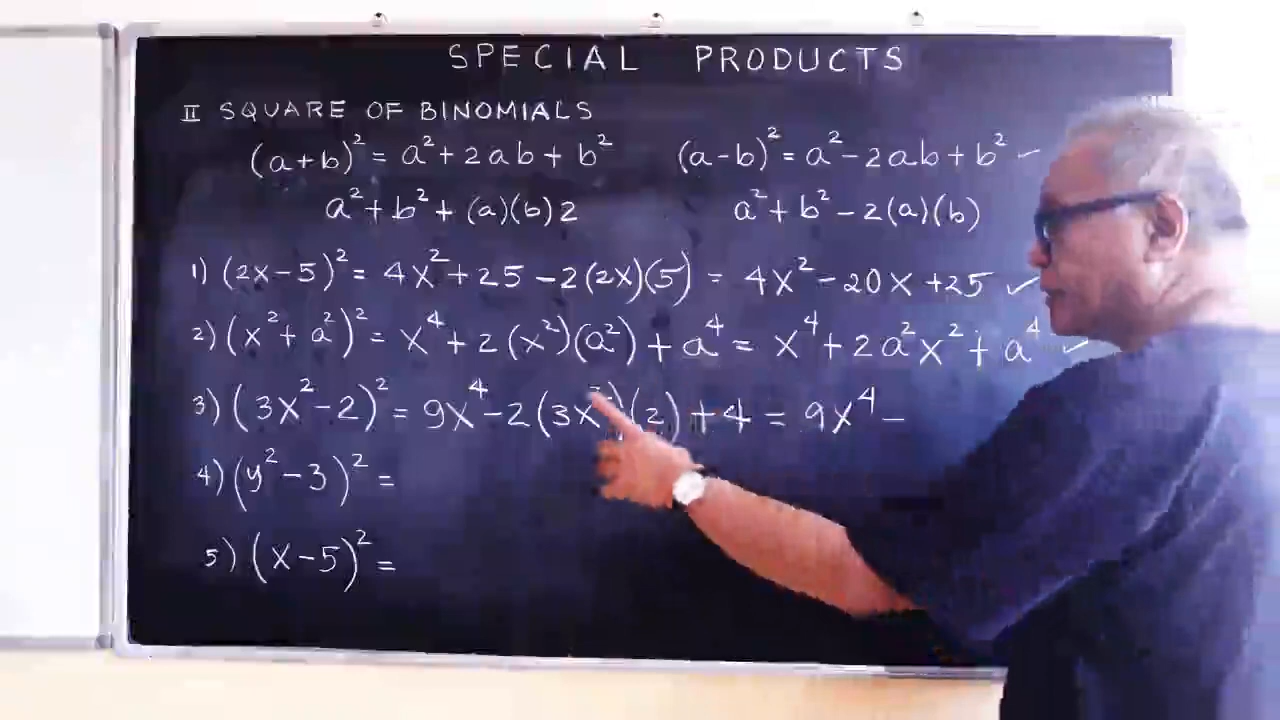 SPECIAL PRODUCTS
II SQUARE OF BINOMIALS
(a+b)² = a² + 2ab + b² (a-b)² = a² - 2ab + b² ✓
a² + b² + (a)(b)2 a² + b² - 2(a)(b)
1) (2x-5)² = 4x² + 25 - 2(2x)(5) = 4x² - 20x + 25 ✓
2) (x² + a²)² = x⁴ + 2(x²)(a²) + a⁴ = x⁴ + 2a²x² + a⁴ ✓
3) (3x² - 2)² = 9x⁴ - 2(3x²)(2) + 4 = 9x⁴ -
4) (y² - 3)² =
5) (x - 5)² =